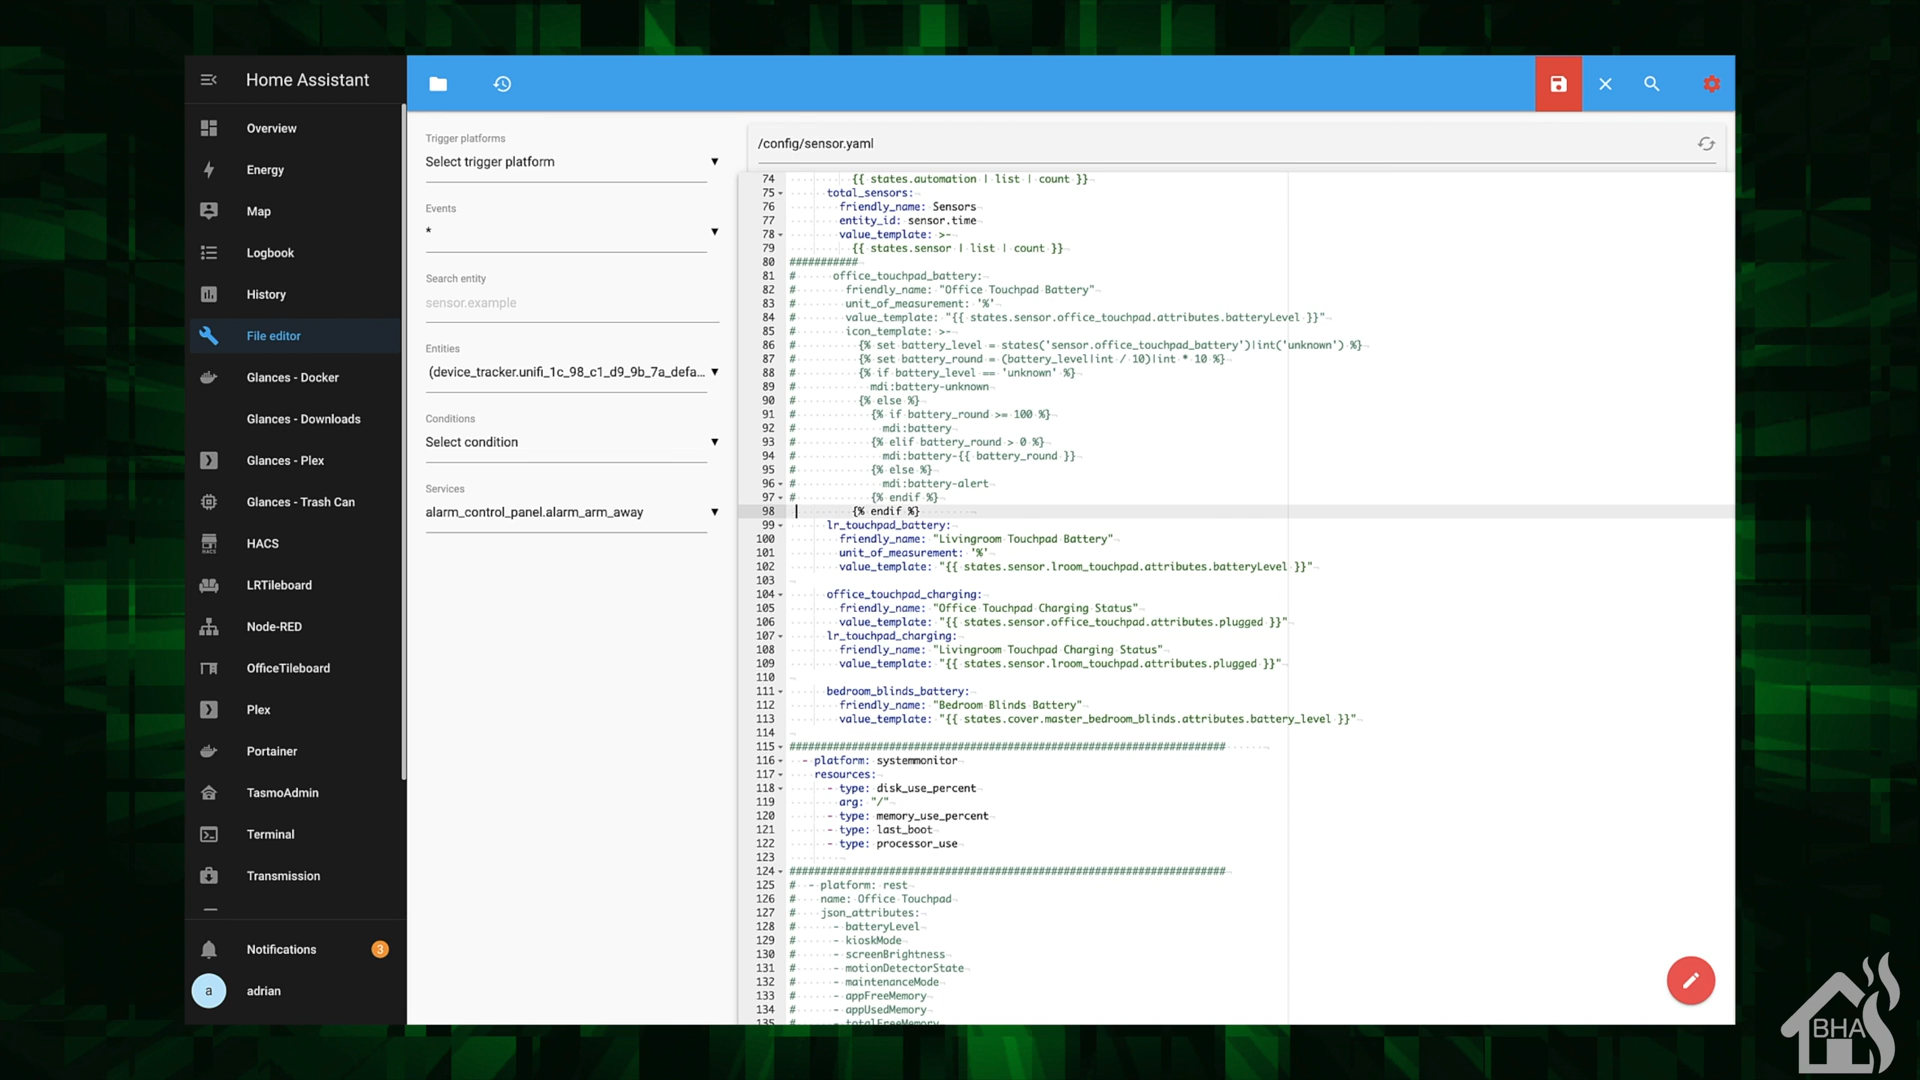 Home Assistant
Overview
Energy
Map
Logbook
History
File editor
Glances - Docker
Glances - Downloads
Glances - Plex
Glances - Trash Can
HACS
HACS
LRTileboard
Node-RED
OfficeTileboard
Plex
Portainer
TasmoAdmin
Terminal
Transmission
Notifications
3
a
adrian
Trigger platforms
Select trigger platform
Events
*
Search entity
sensor.example
Entities
(device_tracker.unifi_1c_98_c1_d9_9b_7a_defa...
Conditions
Select condition
Services
alarm_control_panel.alarm_arm_away
/config/sensor.yaml
74 {{ states.automation | list | count }}
75 total_sensors:
76 friendly_name: Sensors
77 entity_id: sensor.time
78 value_template: >-
79 {{ states.sensor | list | count }}
80 ###########
81 # office_touchpad_battery:
82 # friendly_name: "Office Touchpad Battery"
83 # unit_of_measurement: '%'
84 # value_template: "{{ states.sensor.office_touchpad.attributes.batteryLevel }}"
85 # icon_template: >-
86 # {% set battery_level = states('sensor.office_touchpad_battery')|int('unknown') %}
87 # {% set battery_round = (battery_level|int / 10)|int * 10 %}
88 # {% if battery_level == 'unknown' %}
89 # mdi:battery-unknown
90 # {% else %}
91 # {% if battery_round >= 100 %}
92 # mdi:battery
93 # {% elif battery_round > 0 %}
94 # mdi:battery-{{ battery_round }}
95 # {% else %}
96 # mdi:battery-alert
97 # {% endif %}
98 {% endif %}
99 lr_touchpad_battery:
100 friendly_name: "Livingroom Touchpad Battery"
101 unit_of_measurement: '%'
102 value_template: "{{ states.sensor.lroom_touchpad.attributes.batteryLevel }}"
103
104 office_touchpad_charging:
105 friendly_name: "Office Touchpad Charging Status"
106 value_template: "{{ states.sensor.office_touchpad.attributes.plugged }}"
107 lr_touchpad_charging:
108 friendly_name: "Livingroom Touchpad Charging Status"
109 value_template: "{{ states.sensor.lroom_touchpad.attributes.plugged }}"
110
111 bedroom_blinds_battery:
112 friendly_name: "Bedroom Blinds Battery"
113 value_template: "{{ states.cover.master_bedroom_blinds.attributes.battery_level }}"
114
115 ######################################################################
116 - platform: systemmonitor
117 resources:
118 - type: disk_use_percent
119 arg: "/"
120 - type: memory_use_percent
121 - type: last_boot
122 - type: processor_use
123
124 ######################################################################
125 # - platform: rest
126 # name: Office Touchpad
127 # json_attributes:
128 # - batteryLevel
129 # - kioskMode
130 # - screenBrightness
131 # - motionDetectorState
132 # - maintenanceMode
133 # - appFreeMemory
134 # - appUsedMemory
135 # - totalFreeMemory
BHA